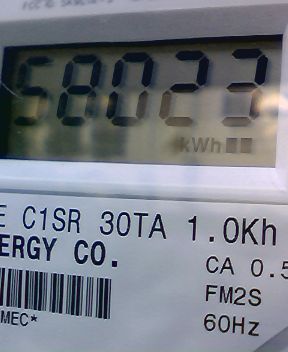 58023
kWh
E C1SR 30TA 1.0Kh
ERGY CO.
CA 0.5
FM2S
MEC*
60Hz